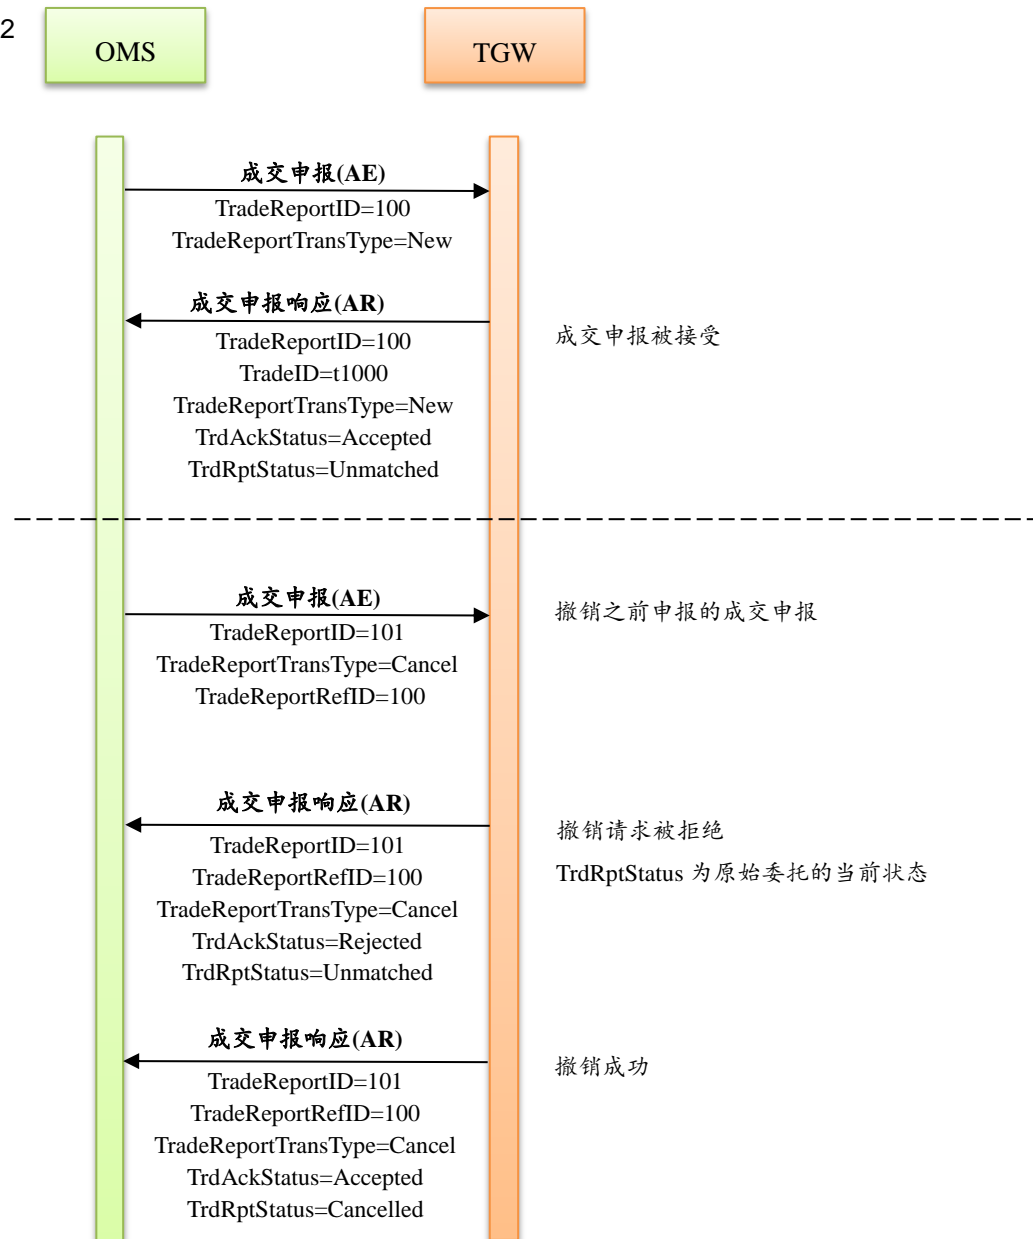 2
OMS
TGW
成交申报(AE)
TradeReportID=100
TradeReportTransType=New
成交申报响应(AR)
TradeReportID=100
TradeID=t1000
TradeReportTransType=New
TrdAckStatus=Accepted
TrdRptStatus=Unmatched
成交申报被接受
成交申报(AE)
TradeReportID=101
TradeReportTransType=Cancel
TradeReportRefID=100
撤销之前申报的成交申报
成交申报响应(AR)
TradeReportID=101
TradeReportRefID=100
TradeReportTransType=Cancel
TrdAckStatus=Rejected
TrdRptStatus=Unmatched
撤销请求被拒绝
TrdRptStatus 为原始委托的当前状态
成交申报响应(AR)
TradeReportID=101
TradeReportRefID=100
TradeReportTransType=Cancel
TrdAckStatus=Accepted
TrdRptStatus=Cancelled
撤销成功